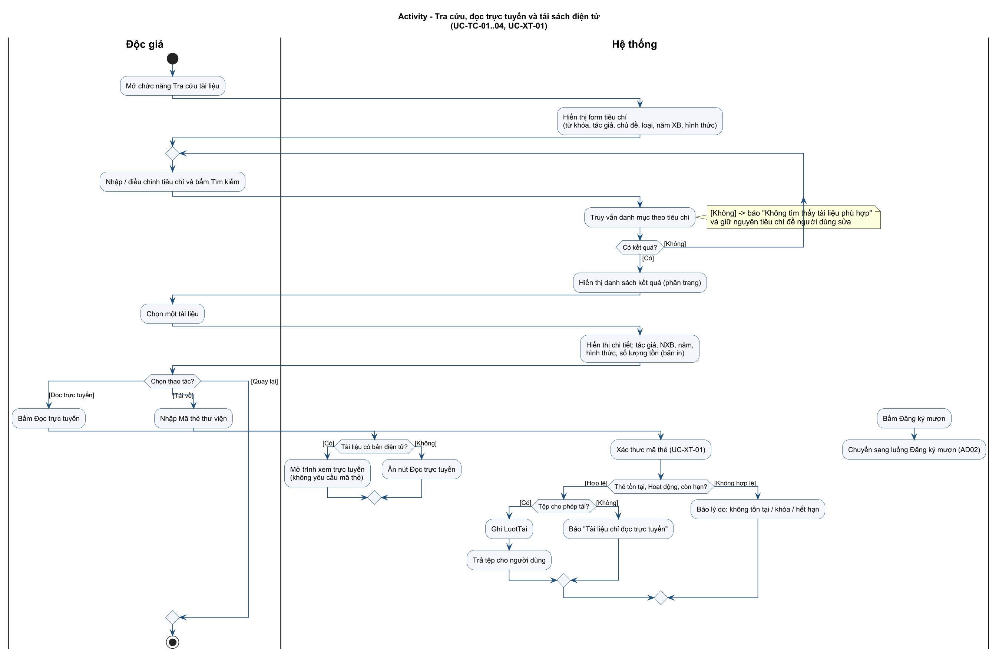 Activity - Tra cứu, đọc trực tuyến và tải sách điện tử
(UC-TC-01..04, UC-XT-01)
Độc giả
Hệ thống
Mở chức năng Tra cứu tài liệu
Hiển thị form tiêu chí
(từ khóa, tác giả, chủ đề, loại, năm XB, hình thức)
Nhập / điều chỉnh tiêu chí và bấm Tìm kiếm
Truy vấn danh mục theo tiêu chí
[Không] -> báo "Không tìm thấy tài liệu phù hợp"
và giữ nguyên tiêu chí để người dùng sửa
Có kết quả?
[Không]
[Có]
Hiển thị danh sách kết quả (phân trang)
Chọn một tài liệu
Hiển thị chi tiết: tác giả, NXB, năm,
hình thức, số lượng tồn (bản in)
Chọn thao tác?
[Quay lại]
[Đọc trực tuyến]
[Tải về]
Bấm Đọc trực tuyến
Nhập Mã thẻ thư viện
Bấm Đăng ký mượn
[Có]
Tài liệu có bản điện tử?
[Không]
Xác thực mã thẻ (UC-XT-01)
Chuyển sang luồng Đăng ký mượn (AD02)
Mở trình xem trực tuyến
(không yêu cầu mã thẻ)
Ẩn nút Đọc trực tuyến
[Hợp lệ]
Thẻ tồn tại, Hoạt động, còn hạn?
[Không hợp lệ]
[Có]
Tệp cho phép tải?
[Không]
Báo lý do: không tồn tại / khóa / hết hạn
Ghi LuotTai
Báo "Tài liệu chỉ đọc trực tuyến"
Trả tệp cho người dùng